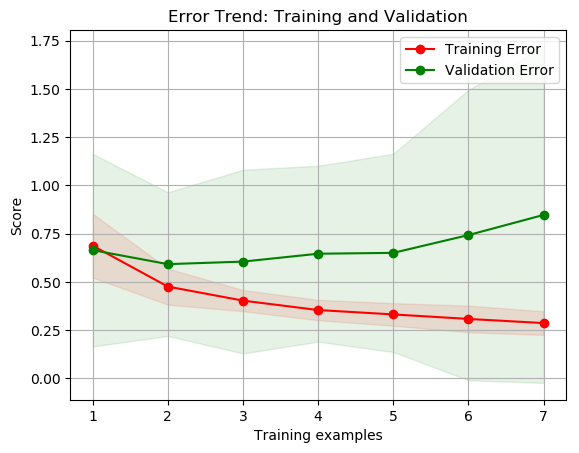 Error Trend: Training and Validation
Training Error
Validation Error
Score
1.75
1.50
1.25
1.00
0.75
0.50
0.25
0.00
1 2 3 4 5 6 7
Training examples